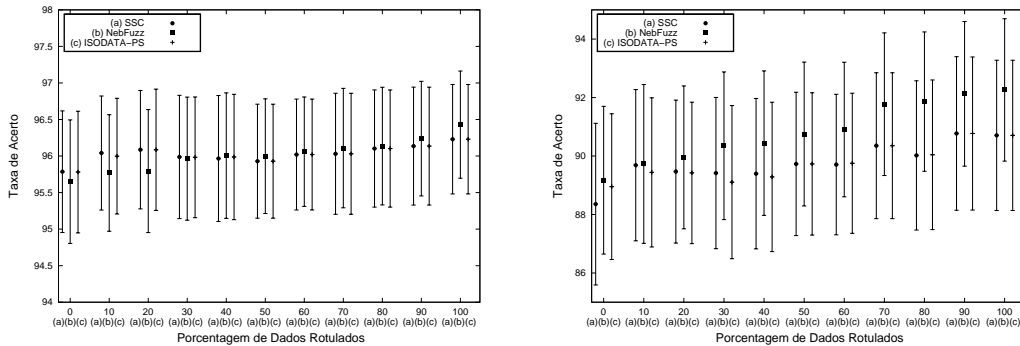 98
97.5
97
96.5
96
95.5
95
94.5
94
Taxa de Acerto
(a) SSC
(b) NebFuzz
(c) ISODATA-PS
0 10 20 30 40 50 60 70 80 90 100
(a)(b)(c) (a)(b)(c) (a)(b)(c) (a)(b)(c) (a)(b)(c) (a)(b)(c) (a)(b)(c) (a)(b)(c) (a)(b)(c) (a)(b)(c) (a)(b)(c)
Porcentagem de Dados Rotulados
94
92
90
88
86
Taxa de Acerto
(a) SSC
(b) NebFuzz
(c) ISODATA-PS
0 10 20 30 40 50 60 70 80 90 100
(a)(b)(c) (a)(b)(c) (a)(b)(c) (a)(b)(c) (a)(b)(c) (a)(b)(c) (a)(b)(c) (a)(b)(c) (a)(b)(c) (a)(b)(c) (a)(b)(c)
Porcentagem de Dados Rotulados